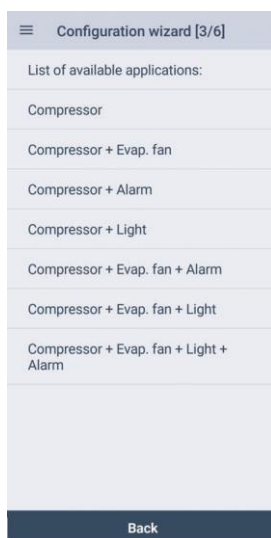 Configuration wizard [3/6]
List of available applications:
Compressor
Compressor + Evap. fan
Compressor + Alarm
Compressor + Light
Compressor + Evap. fan + Alarm
Compressor + Evap. fan + Light
Compressor + Evap. fan + Light +
Alarm
Back